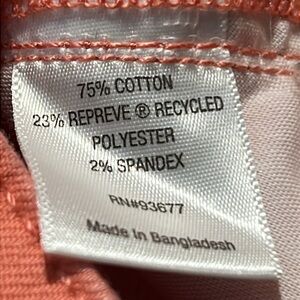 75% COTTON
23% REPREVE ® RECYCLED
POLYESTER
2% SPANDEX
RN#93677
Made in Bangladesh